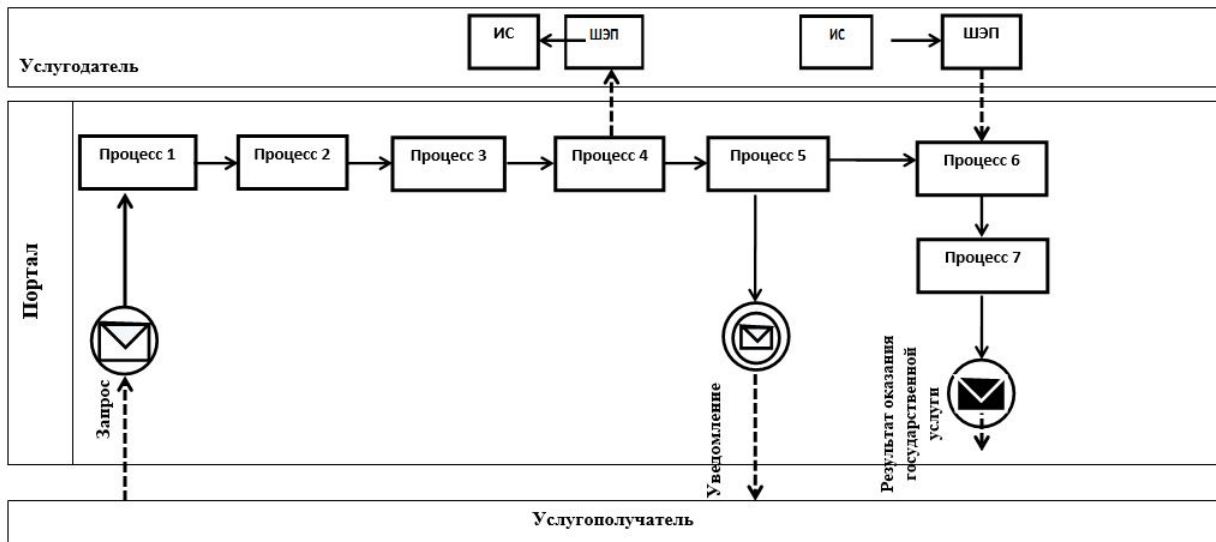 ИС
ШЭП
ИС
ШЭП
Услугодатель
Процесс 1
Процесс 2
Процесс 3
Процесс 4
Процесс 5
Процесс 6
Процесс 7
Портал
Запрос
Уведомление
Результат оказания
государственной
услуги
Услугополучатель